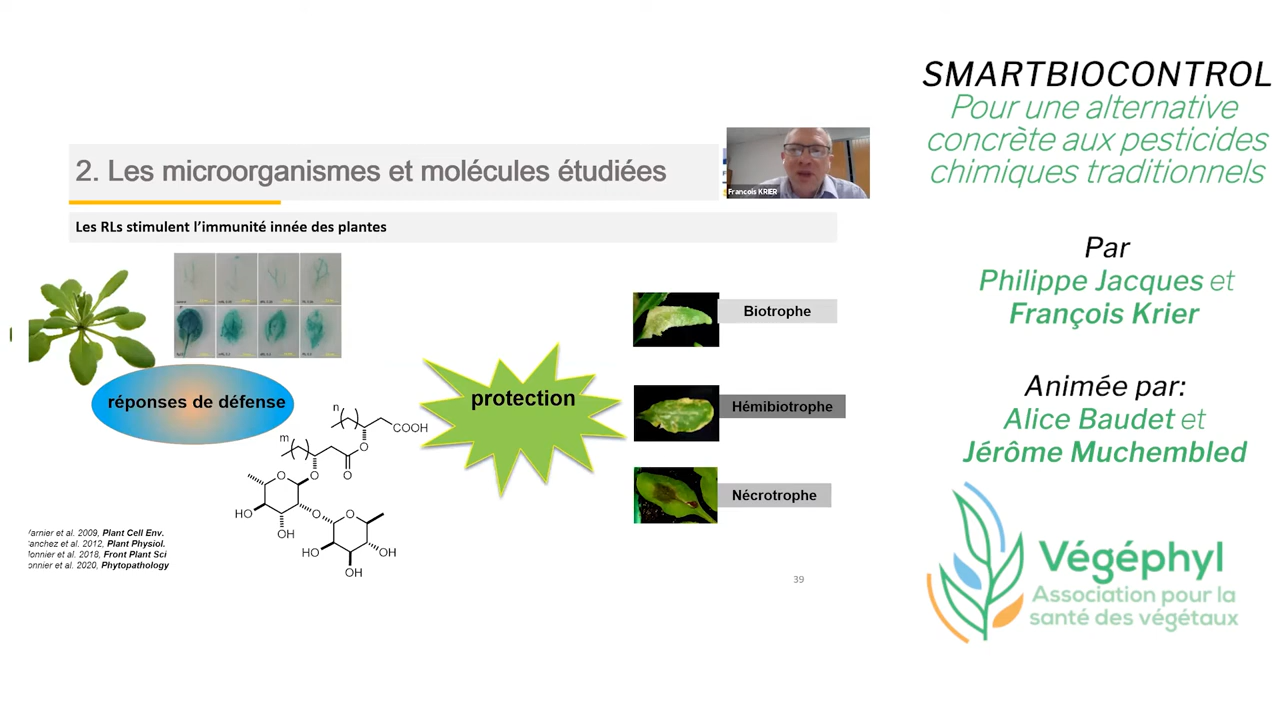 2. Les microorganismes et molécules étudiées
François KRIER
Les RLs stimulent l’immunité innée des plantes
réponses de défense
protection
Biotrophe
Hémibiotrophe
Nécrotrophe
n
COOH
m
O
O
O
O
O
HO
OH
O
HO
OH
OH
et al. 2009, Plant Cell Env.
et al. 2012, Plant Physiol.
et al. 2018, Front Plant Sci
et al. 2020, Phytopathology
39
SMARTBIOCONTROL
Pour une alternative
concrète aux pesticides
chimiques traditionnels
Par
Philippe Jacques et
François Krier
Animée par:
Alice Baudet et
Jérôme Muchembled
Végéphyl
Association pour la
santé des végétaux